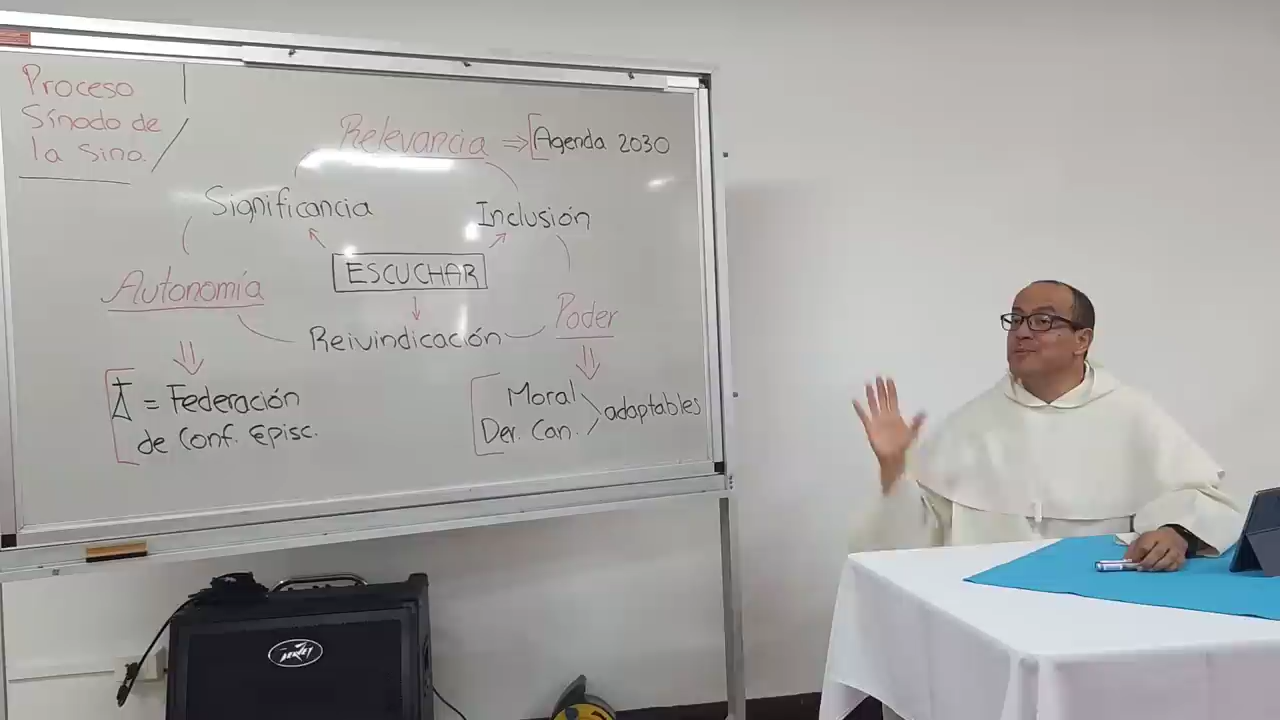 Proceso
Sínodo de
la Sino.
Relevancia ⇒ [Agenda 2030
Significancia
Inclusión
ESCUCHAR
Autonomía
Poder
Reivindicación
= Federación
de Conf. Episc.
Moral
Der. Can.
adaptables
PEAVEY